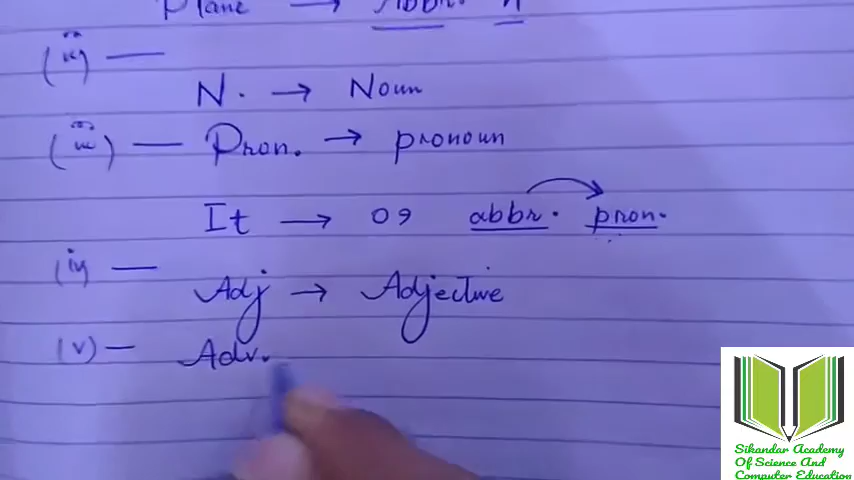 Plane → Abbr. n
(ii) —
N. → Noun
(iii) — Pron. → pronoun
It → 09 abbr. pron.
(iv — Adj → Adjective
(v) — Adv.
Sikandar Academy
Of Science And
Computer Education